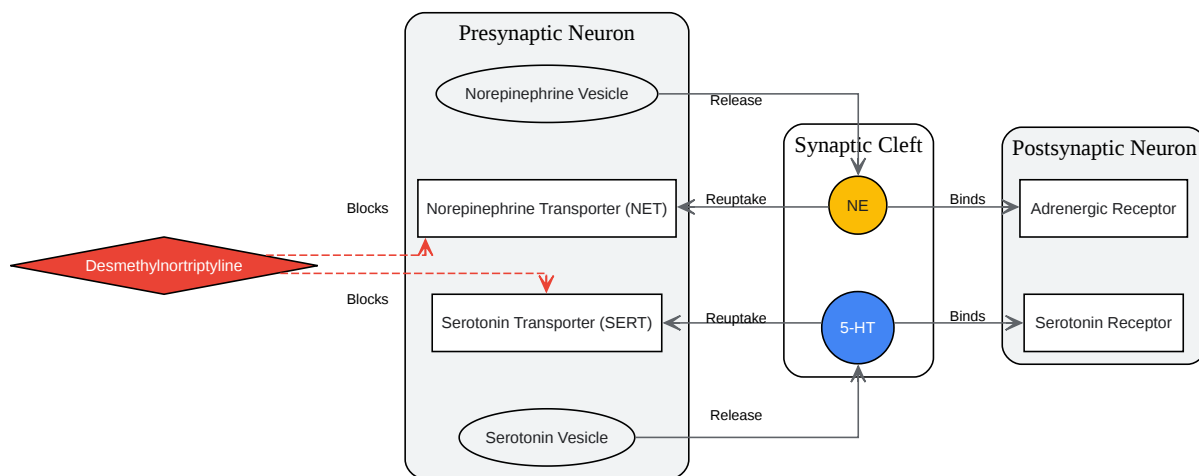 Presynaptic Neuron
Norepinephrine Vesicle
Release
Synaptic Cleft
Postsynaptic Neuron
Blocks
Norepinephrine Transporter (NET)
Reuptake
NE
Binds
Adrenergic Receptor
Desmethylnortriptyline
Blocks
Serotonin Transporter (SERT)
Reuptake
5-HT
Binds
Serotonin Receptor
Release
Serotonin Vesicle